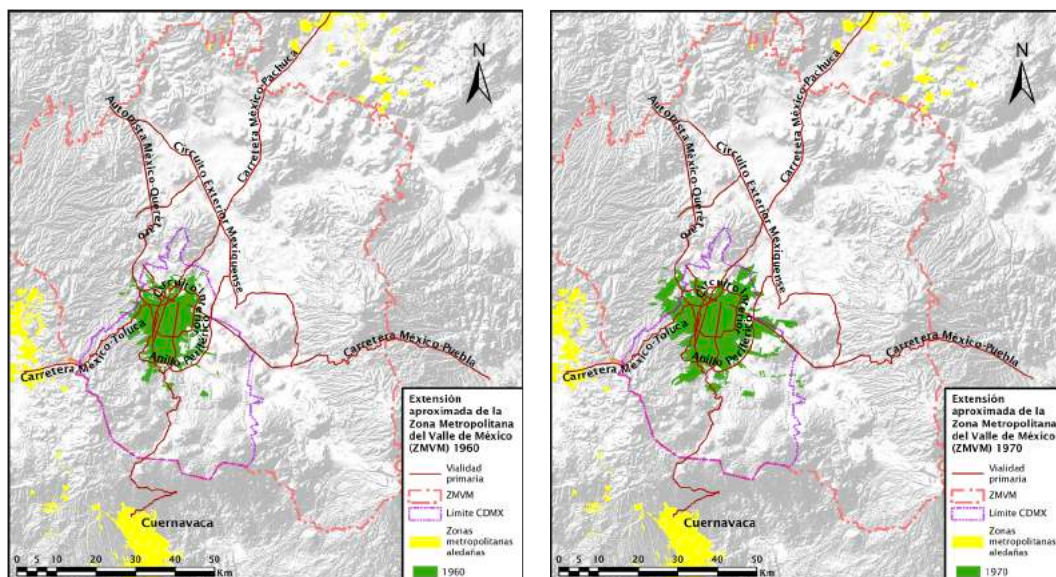 N
Carretera México-Pachuca
Autopista México-Querétaro
Circuito Exterior Mexiquense
Circuito Interior
Anillo Periférico
Carretera México-Toluca
Carretera México-Puebla
Cuernavaca
Extensión
aproximada de la
Zona Metropolitana
del Valle de México
(ZMVM) 1960
Vialidad
primaria
ZMVM
Límite CDMX
Zonas
metropolitanas
aledañas
1960
0 5 10 20 30 40 50
Km
N
Carretera México-Pachuca
Autopista México-Querétaro
Circuito Exterior Mexiquense
Circuito Interior
Anillo Periférico
Carretera México-Toluca
Carretera México-Puebla
Cuernavaca
Extensión
aproximada de la
Zona Metropolitana
del Valle de México
(ZMVM) 1970
Vialidad
primaria
ZMVM
Límite CDMX
Zonas
metropolitanas
aledañas
1970
0 5 10 20 30 40 50
Km